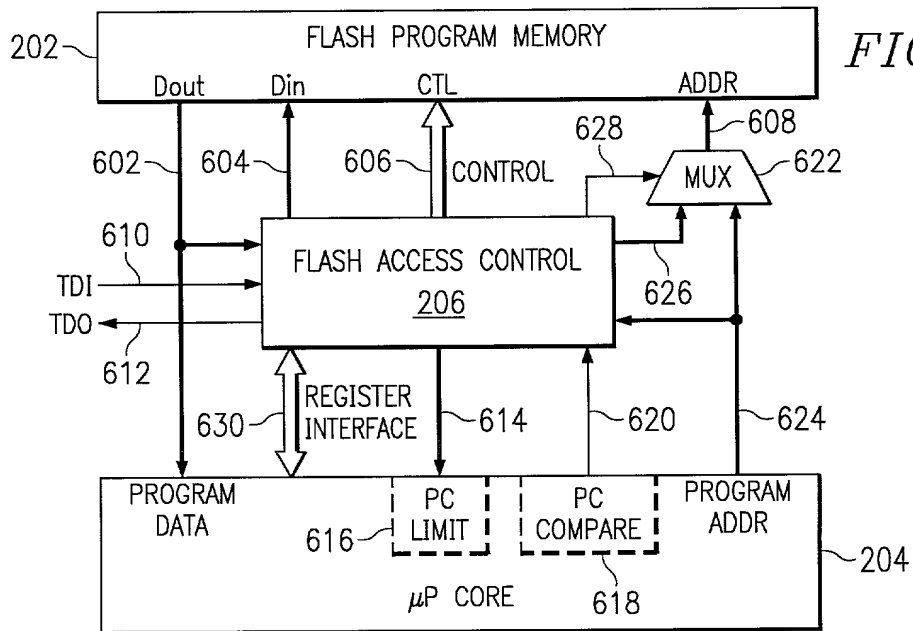 FLASH PROGRAM MEMORY
202
FIG
Dout Din CTL ADDR
602
604
606
CONTROL
628
608
622
MUX
610
TDI
FLASH ACCESS CONTROL
206
626
TDO
612
630
REGISTER
INTERFACE
614
620
624
PROGRAM
DATA
616
PC
LIMIT
PC
COMPARE
618
PROGRAM
ADDR
204
µP CORE